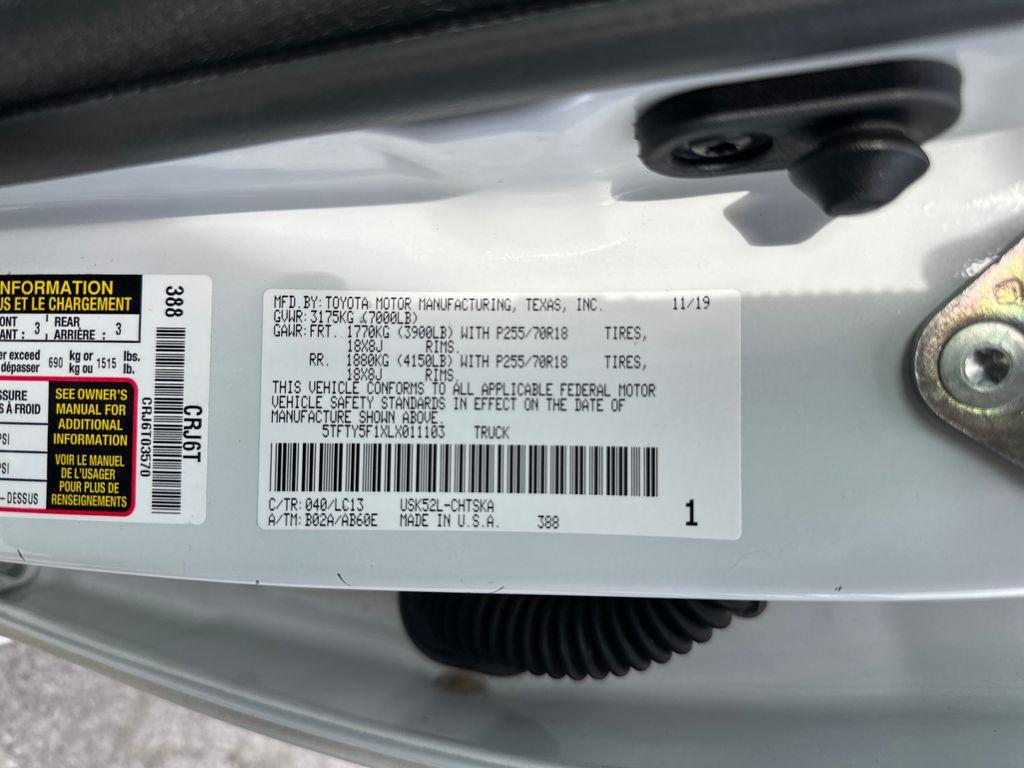 INFORMATION
US ET LE CHARGEMENT
ONT : 3 REAR 3
ANT : ARRIÈRE :
er exceed 690 kg or 1515 lbs.
dépasser kg ou lb.
SSURE
S À FROID
PSI
PSI
- DESSUS
SEE OWNER'S
MANUAL FOR
ADDITIONAL
INFORMATION
VOIR LE MANUEL
DE L'USAGER
POUR PLUS DE
RENSEIGNEMENTS
388
CRJ6T03570
CRJ6T
MFD.BY:TOYOTA MOTOR MANUFACTURING, TEXAS, INC. 11/19
GVWR:3175KG (7000LB)
GAWR:FRT. 1770KG (3900LB) WITH P255/70R18 TIRES,
18X8J RIMS.
RR. 1880KG (4150LB) WITH P255/70R18 TIRES,
18X8J RIMS.
THIS VEHICLE CONFORMS TO ALL APPLICABLE FEDERAL MOTOR
VEHICLE SAFETY STANDARDS IN EFFECT ON THE DATE OF
MANUFACTURE SHOWN ABOVE.
5TFTY5F1XLX011103 TRUCK
C/TR:040/LC13 USK52L-CHTSKA
A/TM:B02A/AB60E MADE IN U.S.A. 388 1